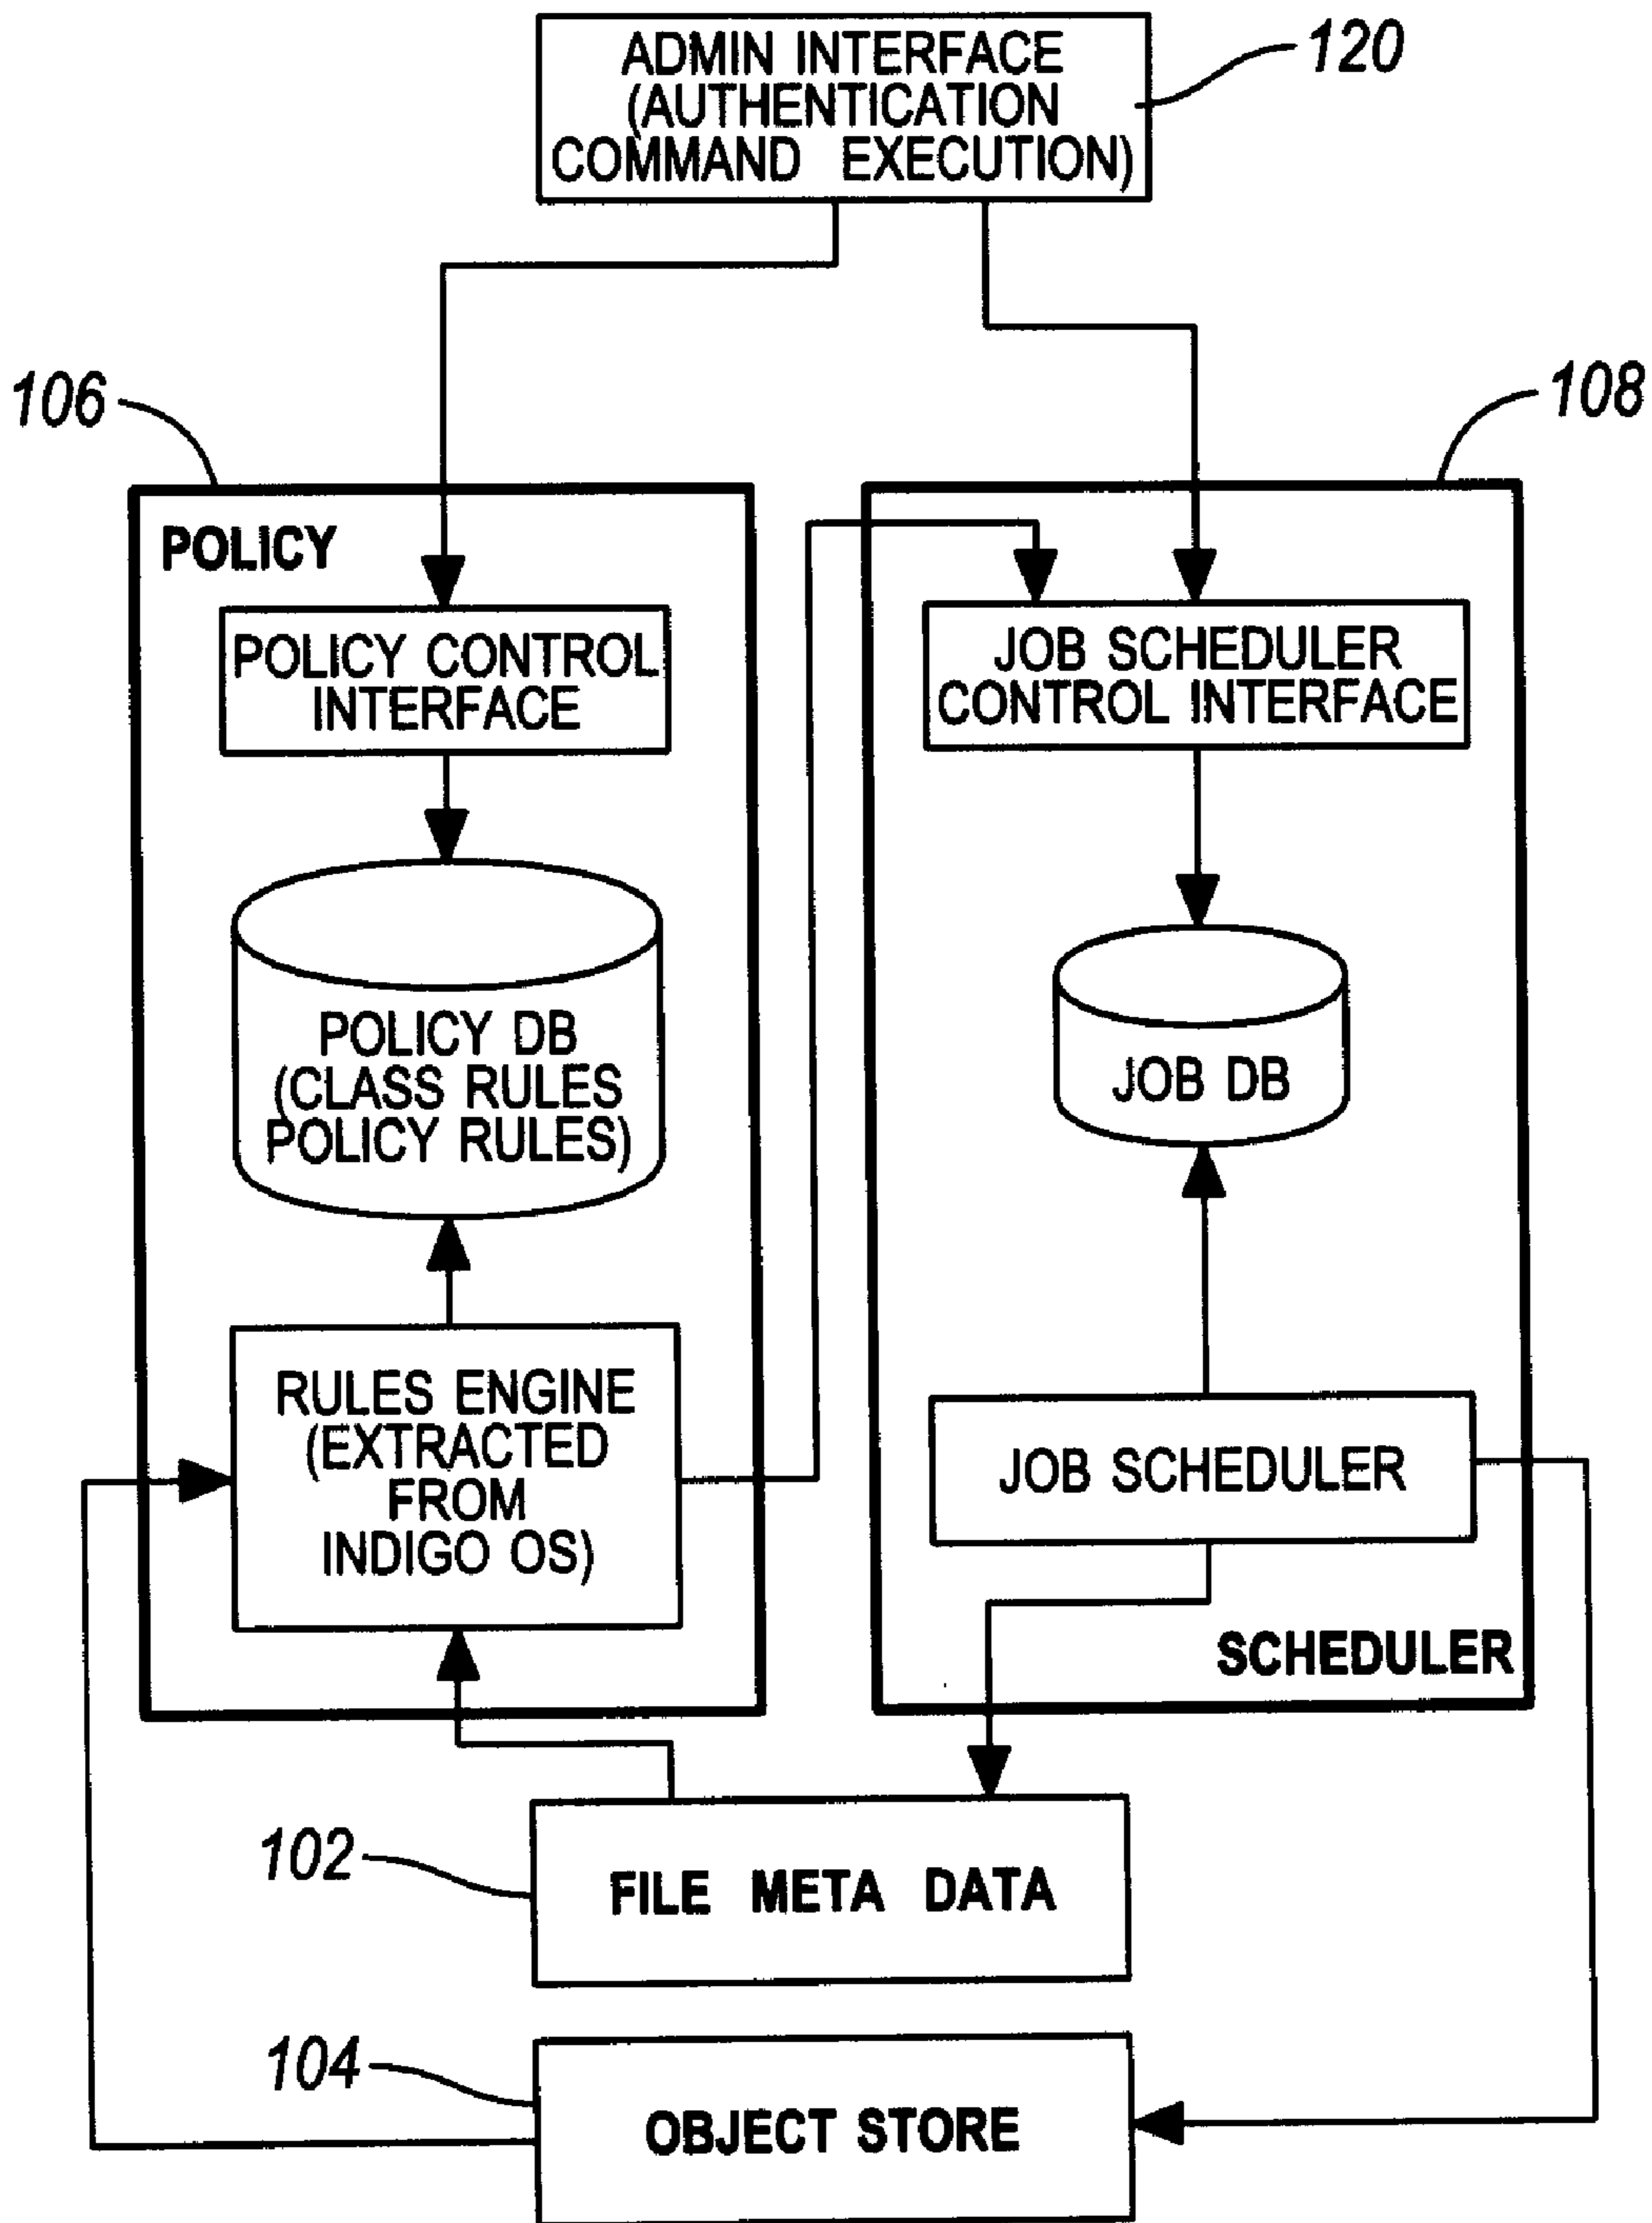 ADMIN INTERFACE
(AUTHENTICATION
COMMAND EXECUTION)
120
106
108
POLICY
POLICY CONTROL
INTERFACE
JOB SCHEDULER
CONTROL INTERFACE
POLICY DB
(CLASS RULES
POLICY RULES)
JOB DB
RULES ENGINE
(EXTRACTED
FROM
INDIGO OS)
JOB SCHEDULER
SCHEDULER
102
FILE META DATA
104
OBJECT STORE